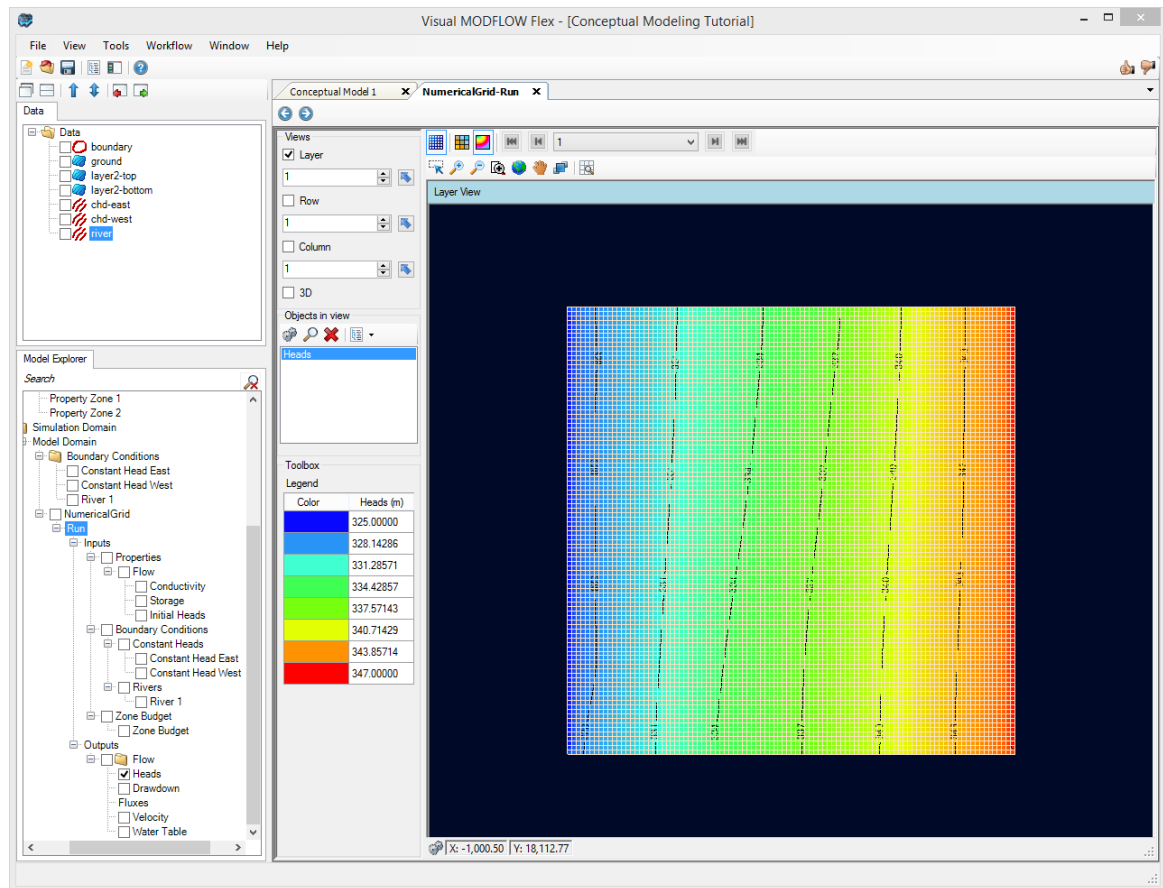 Visual MODFLOW Flex - [Conceptual Modeling Tutorial]
File View Tools Workflow Window Help
Data
Data
boundary
ground
layer2-top
layer2-bottom
chd-east
chd-west
river
Model Explorer
Search
Property Zone 1
Property Zone 2
Simulation Domain
Model Domain
Boundary Conditions
Constant Head East
Constant Head West
River 1
NumericalGrid
Run
Inputs
Properties
Flow
Conductivity
Storage
Initial Heads
Boundary Conditions
Constant Heads
Constant Head East
Constant Head West
Rivers
River 1
Zone Budget
Zone Budget
Outputs
Flow
Heads
Drawdown
Fluxes
Velocity
Water Table
Conceptual Model 1 X NumericalGrid-Run X
Views
Layer
1
Row
1
Column
1
3D
Objects in view
Heads
Toolbox
Legend
Color Heads (m)
325.00000
328.14286
331.28571
334.42857
337.57143
340.71429
343.85714
347.00000
1
Layer View
X: -1,000.50 Y: 18,112.77